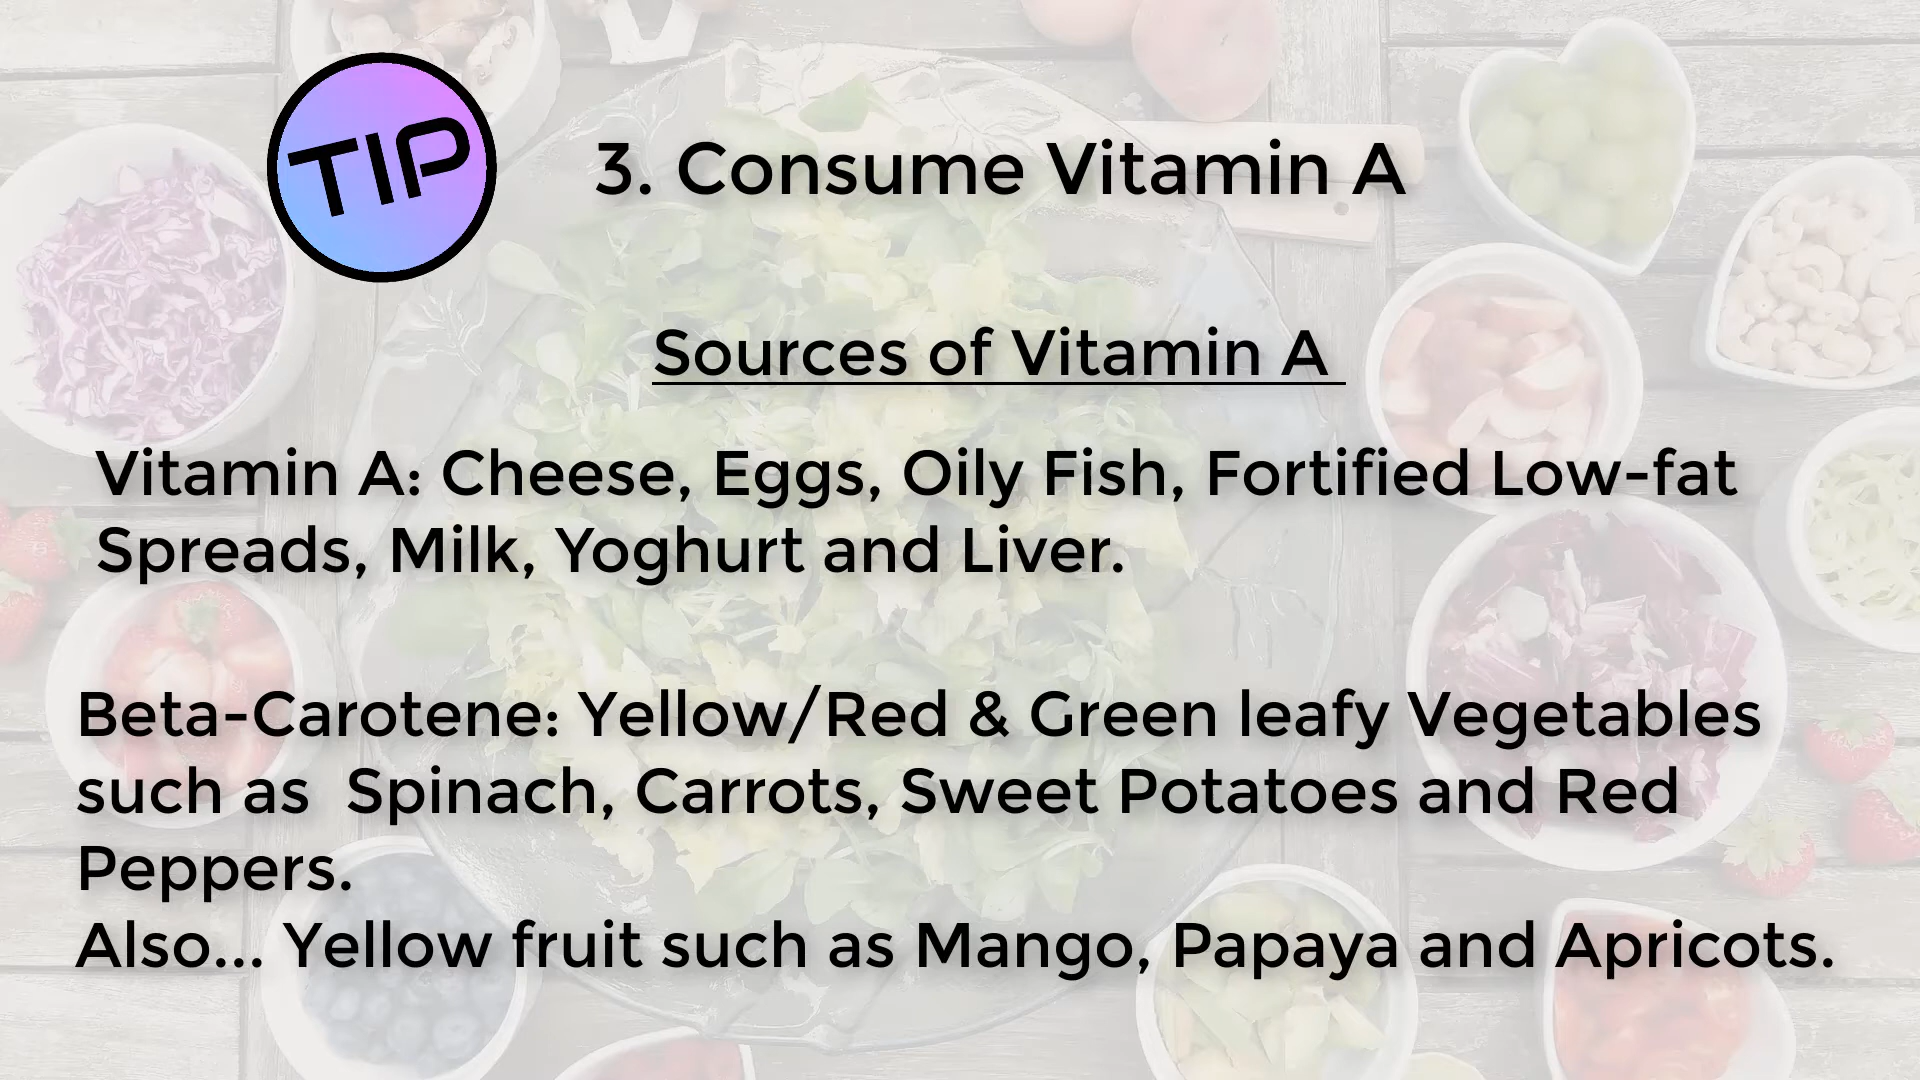 TIP
3. Consume Vitamin A
Sources of Vitamin A
Vitamin A: Cheese, Eggs, Oily Fish, Fortified Low-fat
Spreads, Milk, Yoghurt and Liver.
Beta-Carotene: Yellow/Red & Green leafy Vegetables
such as  Spinach, Carrots, Sweet Potatoes and Red
Peppers.
Also... Yellow fruit such as Mango, Papaya and Apricots.